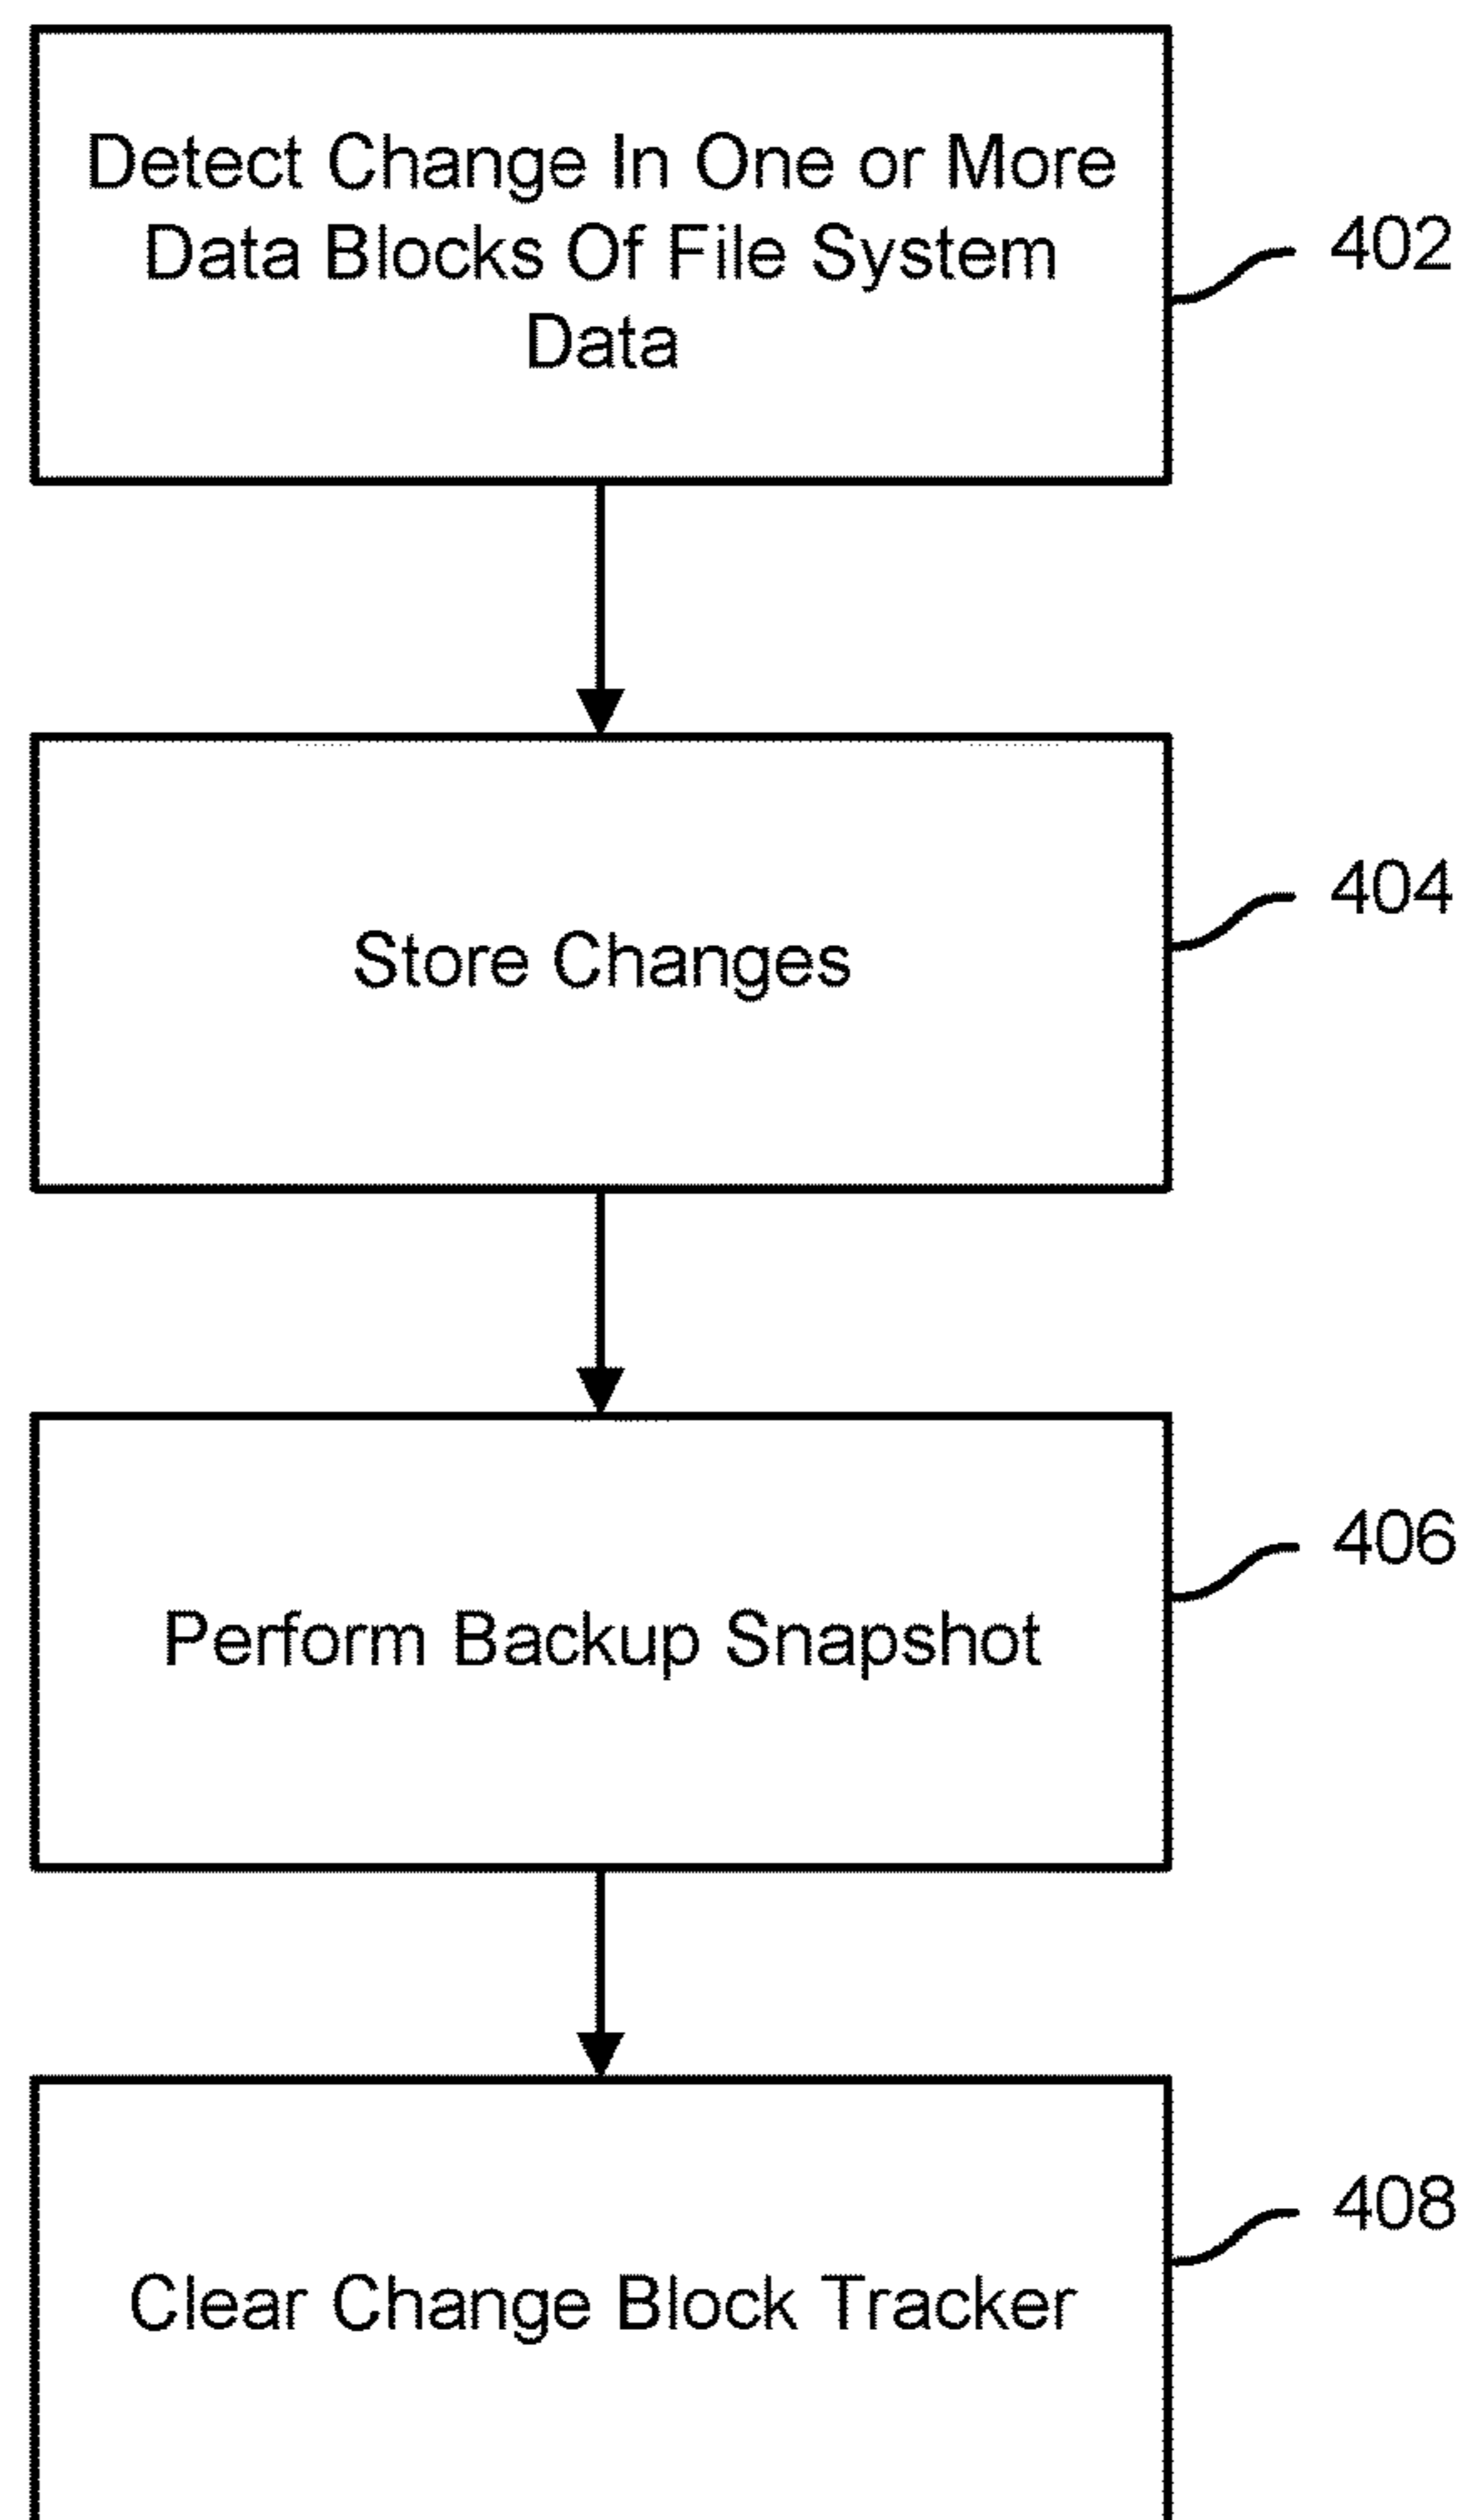 Detect Change In One or More
Data Blocks Of File System
Data
402
Store Changes
404
Perform Backup Snapshot
406
Clear Change Block Tracker
408